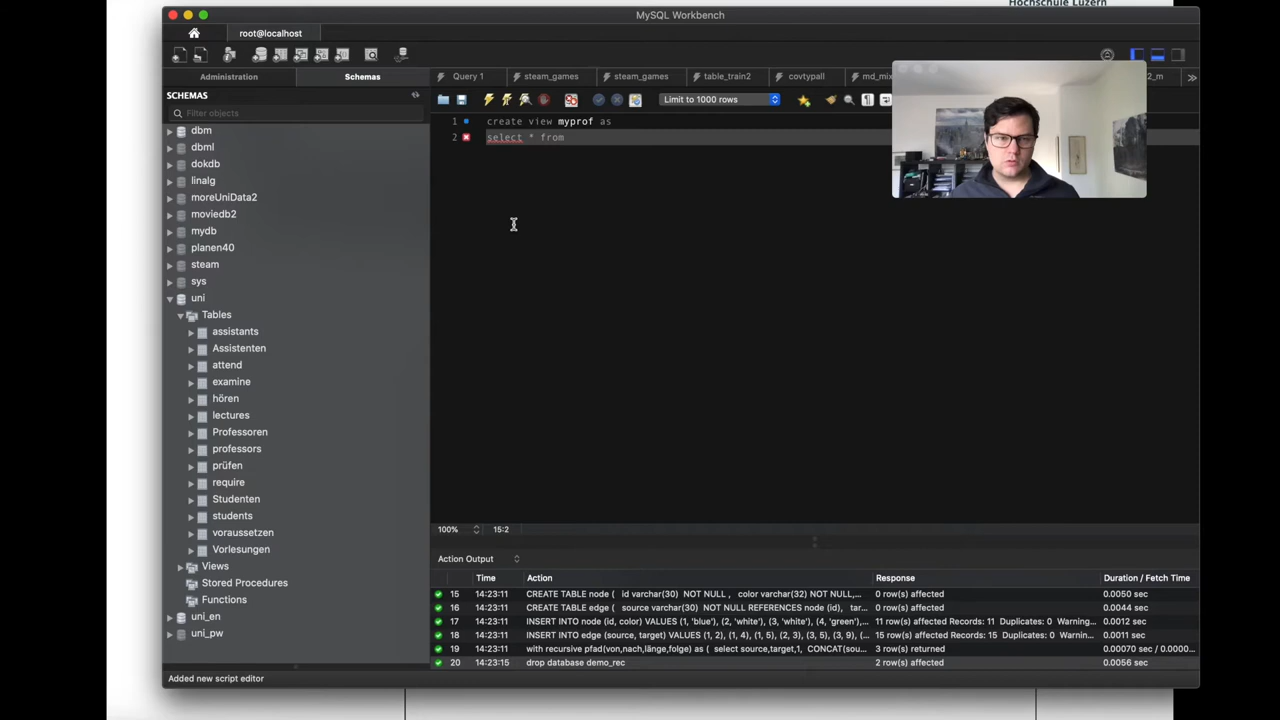 Hochschule Luzern
MySQL Workbench
root@localhost
Administration
Schemas
Query 1
steam_games
steam_games
table_train2
covtypall
md_mix
2_m
SCHEMAS
Filter objects
Limit to 1000 rows
dbm
dbml
dokdb
linalg
moreUniData2
moviedb2
mydb
planen40
steam
sys
uni
Tables
assistants
Assistenten
attend
examine
hören
lectures
Professoren
professors
prüfen
require
Studenten
students
voraussetzen
Vorlesungen
Views
Stored Procedures
Functions
uni_en
uni_pw
1 create view myprof as
2 select * from
100% 15:2
Action Output
Time Action Response Duration / Fetch Time
15 14:23:11 CREATE TABLE node ( id varchar(30) NOT NULL , color varchar(32) NOT NULL,... 0 row(s) affected 0.0050 sec
16 14:23:11 CREATE TABLE edge ( source varchar(30) NOT NULL REFERENCES node (id), tar... 0 row(s) affected 0.0044 sec
17 14:23:11 INSERT INTO node (id, color) VALUES (1, 'blue'), (2, 'white'), (3, 'white'), (4, 'green'),... 11 row(s) affected Records: 11 Duplicates: 0 Warning... 0.0012 sec
18 14:23:11 INSERT INTO edge (source, target) VALUES (1, 2), (1, 4), (1, 5), (2, 3), (3, 5), (3, 9), (... 15 row(s) affected Records: 15 Duplicates: 0 Warnin... 0.0011 sec
19 14:23:11 with recursive pfad(von,nach,länge,folge) as ( select source,target,1, CONCAT(sou... 3 row(s) returned 0.00070 sec / 0.0000...
20 14:23:15 drop database demo_rec 2 row(s) affected 0.0056 sec
Added new script editor